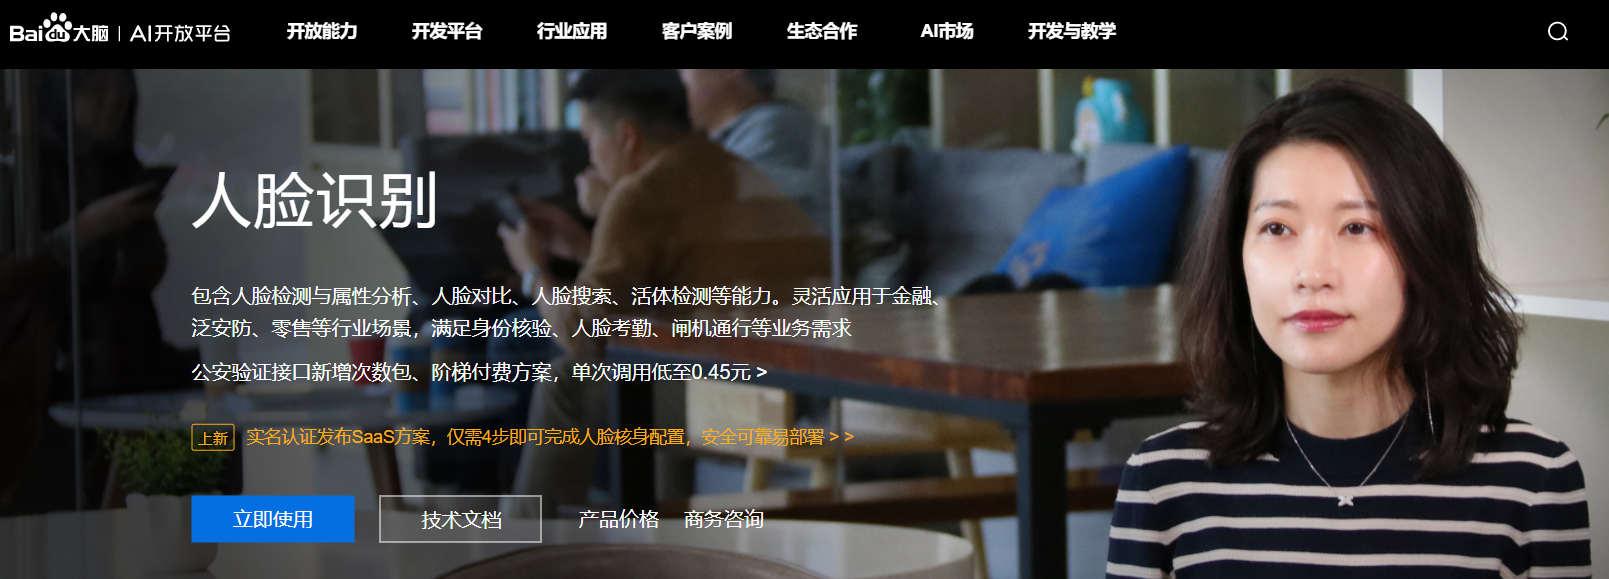 Bai du 大脑 | AI开放平台
开放能力 开发平台 行业应用 客户案例 生态合作 AI市场 开发与教学
人脸识别
包含人脸检测与属性分析、人脸对比、人脸搜索、活体检测等能力。灵活应用于金融、
泛安防、零售等行业场景，满足身份核验、人脸考勤、闸机通行等业务需求
公安验证接口新增次数包、阶梯付费方案，单次调用低至0.45元 >
上新 实名认证发布SaaS方案，仅需4步即可完成人脸核身配置，安全可靠易部署 > >
立即使用 技术文档 产品价格 商务咨询